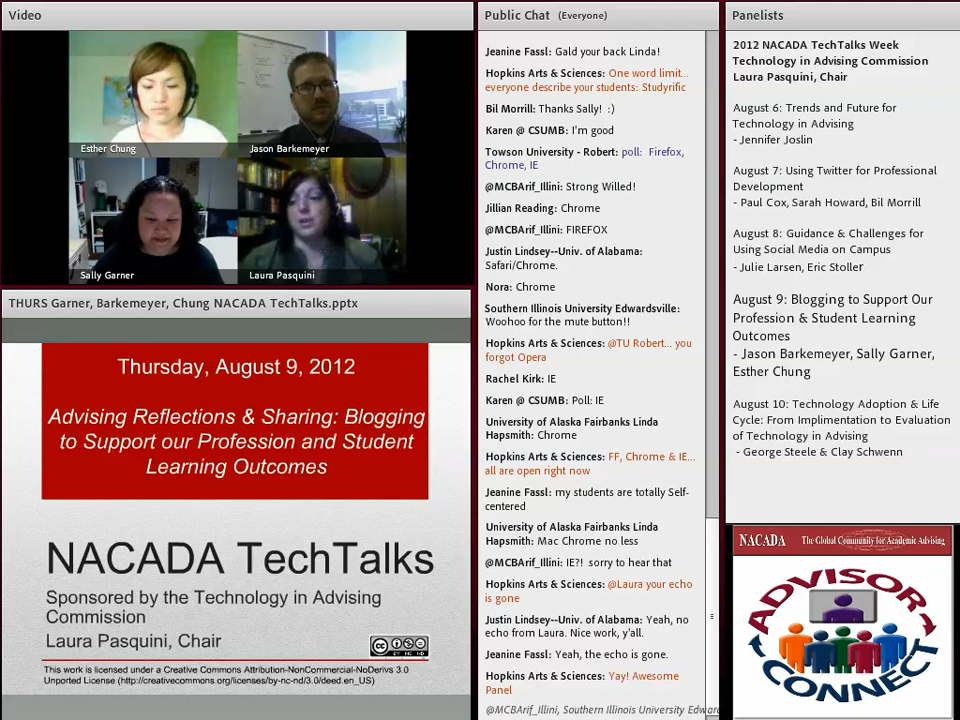 Video
Esther Chung
Jason Barkemeyer
Sally Garner
Laura Pasquini
THURS Garner, Barkemeyer, Chung NACADA TechTalks.pptx
Thursday, August 9, 2012
Advising Reflections & Sharing: Blogging
to Support our Profession and Student
Learning Outcomes
NACADA TechTalks
Sponsored by the Technology in Advising
Commission
Laura Pasquini, Chair
cc
BY NC ND
This work is licensed under a Creative Commons Attribution-NonCommercial-NoDerivs 3.0
Unported License (http://creativecommons.org/licenses/by-nc-nd/3.0/deed.en_US)
Public Chat (Everyone)
Jeanine Fassl: Gald your back Linda!
Hopkins Arts & Sciences: One word limit...
everyone describe your students: Studyrific
Bil Morrill: Thanks Sally! :)
Karen @ CSUMB: I'm good
Towson University - Robert: poll: Firefox,
Chrome, IE
@MCBArif_Illini: Strong Willed!
Jillian Reading: Chrome
@MCBArif_Illini: FIREFOX
Justin Lindsey--Univ. of Alabama:
Safari/Chrome.
Nora: Chrome
Southern Illinois University Edwardsville:
Woohoo for the mute button!!
Hopkins Arts & Sciences: @TU Robert... you
forgot Opera
Rachel Kirk: IE
Karen @ CSUMB: Poll: IE
University of Alaska Fairbanks Linda
Hapsmith: Chrome
Hopkins Arts & Sciences: FF, Chrome & IE...
all are open right now
Jeanine Fassl: my students are totally Self-
centered
University of Alaska Fairbanks Linda
Hapsmith: Mac Chrome no less
@MCBArif_Illini: IE?! sorry to hear that
Hopkins Arts & Sciences: @Laura your echo
is gone
Justin Lindsey--Univ. of Alabama: Yeah, no
echo from Laura. Nice work, y'all.
Jeanine Fassl: Yeah, the echo is gone.
Hopkins Arts & Sciences: Yay! Awesome
Panel
@MCBArif_Illini, Southern Illinois University Edwar
Panelists
2012 NACADA TechTalks Week
Technology in Advising Commission
Laura Pasquini, Chair
August 6: Trends and Future for
Technology in Advising
- Jennifer Joslin
August 7: Using Twitter for Professional
Development
- Paul Cox, Sarah Howard, Bil Morrill
August 8: Guidance & Challenges for
Using Social Media on Campus
- Julie Larsen, Eric Stoller
August 9: Blogging to Support Our
Profession & Student Learning
Outcomes
- Jason Barkemeyer, Sally Garner,
Esther Chung
August 10: Technology Adoption & Life
Cycle: From Implimentation to Evaluation
of Technology in Advising
- George Steele & Clay Schwenn
NACADA The Global Community for Academic Advising
ADVISOR
CONNECT